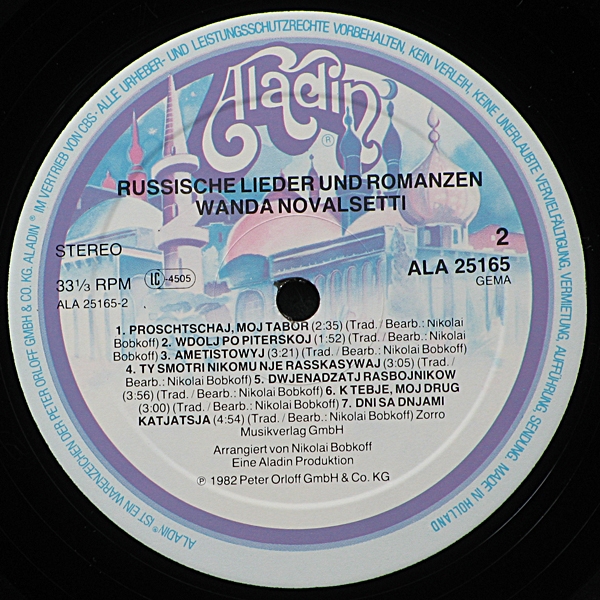 Aladin
®
RUSSISCHE LIEDER UND ROMANZEN
WANDA NOVALSETTI
STEREO
2
33 1/3 RPM
LC-4505
ALA 25165
ALA 25165-2
GEMA
1. PROSCHTSCHAJ, MOJ TABOR (2:35) (Trad. / Bearb.: Nikolai
Bobkoff) 2. WDOLJ PO PITERSKOJ (1:52) (Trad. / Bearb.: Nikolai
Bobkoff) 3. AMETISTOWYJ (3:21) (Trad. / Bearb.: Nikolai Bobkoff)
4. TY SMOTRI NIKOMU NJE RASSKASYWAJ (3:05) (Trad. /
Bearb.: Nikolai Bobkoff) 5. DWJENADZATJ RASBOJNIKOW
(3:56) (Trad. / Bearb.: Nikolai Bobkoff) 6. K TEBJE, MOJ DRUG
(3:00) (Trad. / Bearb.: Nikolai Bobkoff) 7. DNI SA DNJAMI
KATJATSJA (4:54) (Trad. / Bearb.: Nikolai Bobkoff) Zorro
Musikverlag GmbH
Arrangiert von Nikolai Bobkoff
Eine Aladin Produktion
℗ 1982 Peter Orloff GmbH & Co. KG
ALADIN® IST EIN WARENZEICHEN DER PETER ORLOFF GMBH & CO. KG. ALADIN® IM VERTRIEB VON CBS · ALLE URHEBER- UND LEISTUNGSSCHUTZRECHTE VORBEHALTEN, KEIN VERLEIH, KEINE UNERLAUBTE VERVIELFÄLTIGUNG, VERMIETUNG, AUFFÜHRUNG, SENDUNG, MADE IN HOLLAND